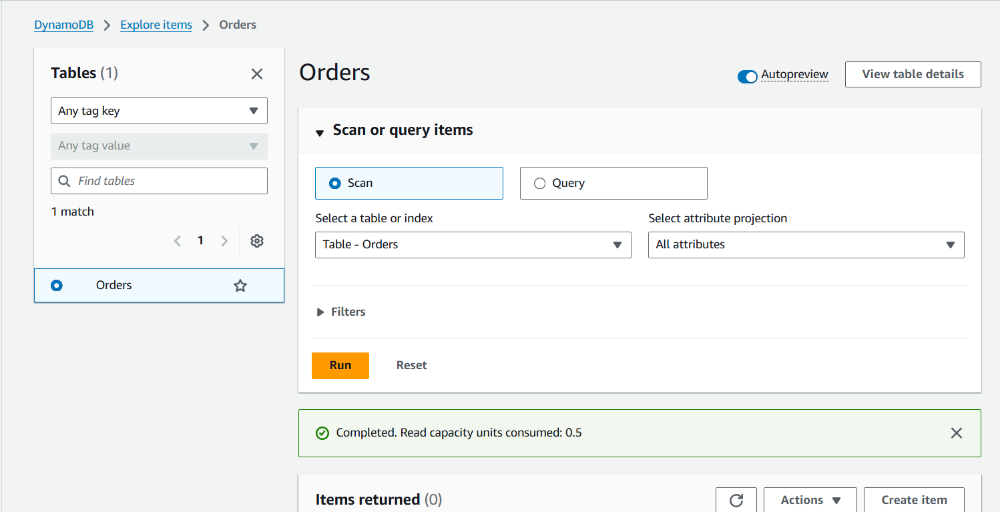 DynamoDB > Explore items > Orders
Tables (1)
Any tag key
Any tag value
Find tables
1 match
1
Orders
Orders
Autopreview
View table details
Scan or query items
Scan
Query
Select a table or index
Select attribute projection
Table - Orders
All attributes
Filters
Run
Reset
Completed. Read capacity units consumed: 0.5
Items returned (0)
Actions
Create item